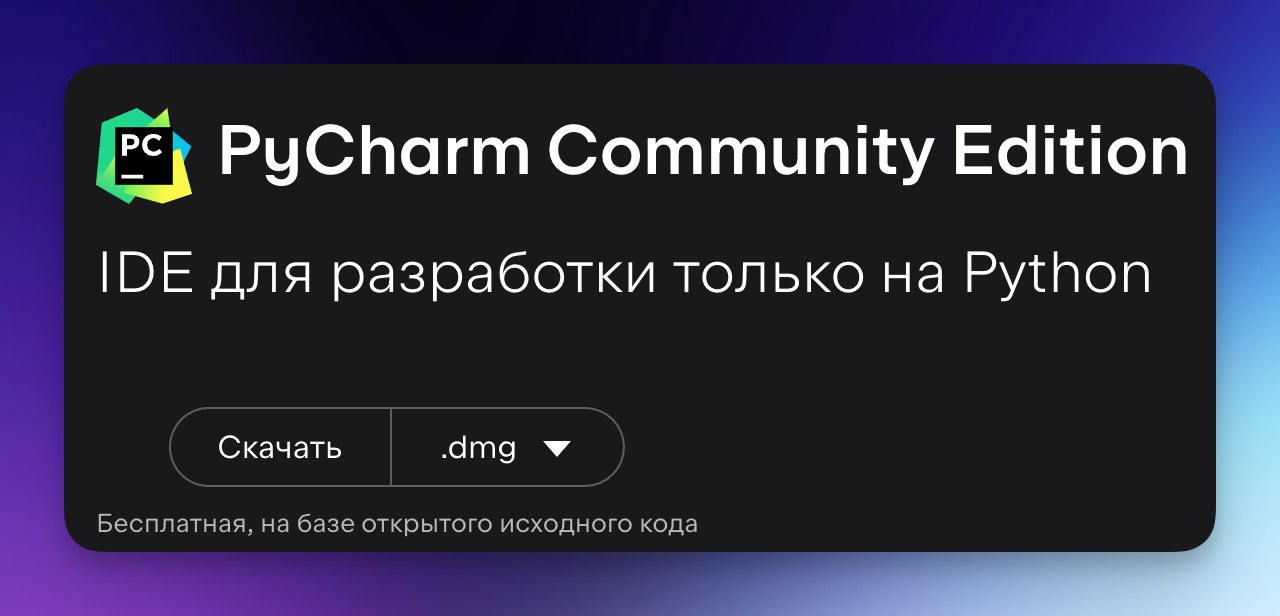 PC
PyCharm Community Edition
IDE для разработки только на Python
Скачать
.dmg
Бесплатная, на базе открытого исходного кода